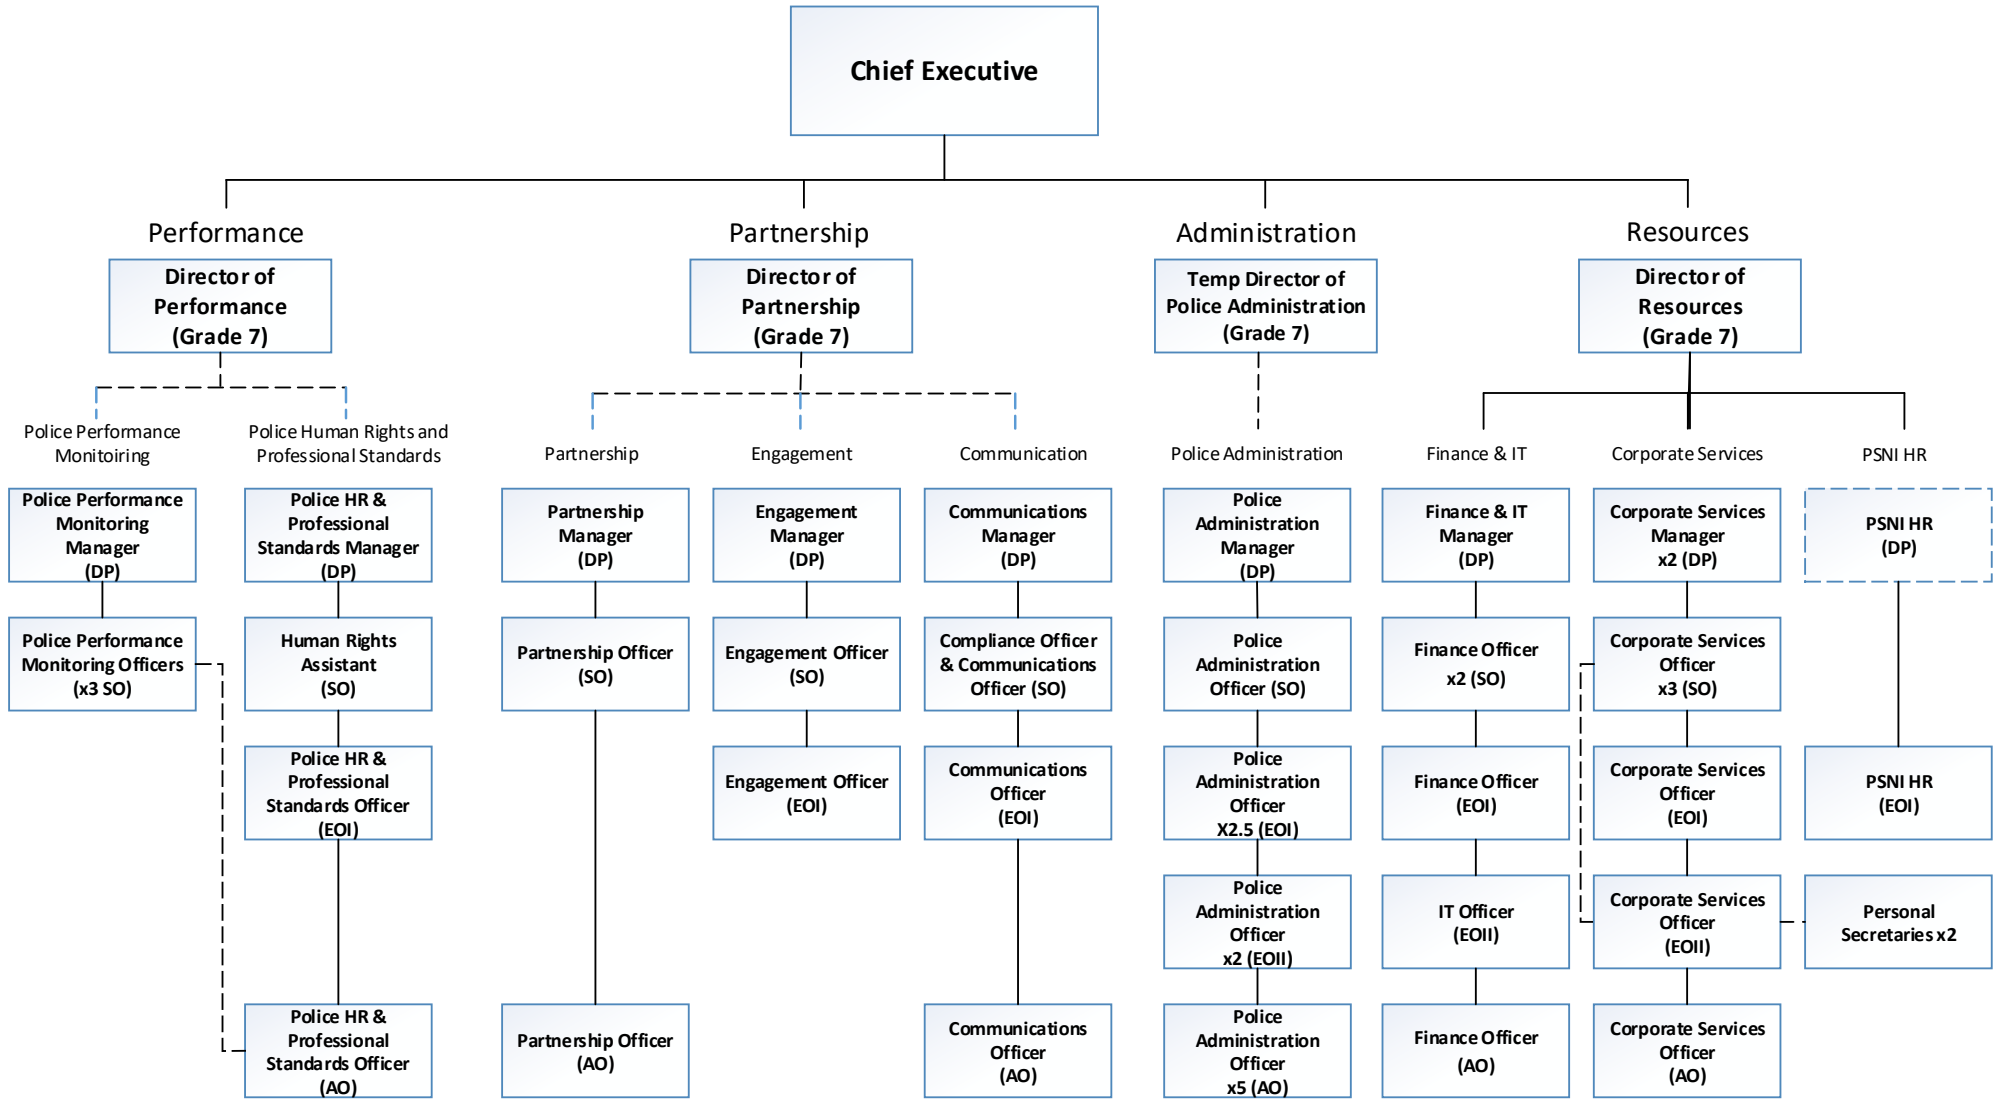 Chief Executive
Performance
Partnership
Administration
Resources
Director of
Performance
(Grade 7)
Director of
Partnership
(Grade 7)
Temp Director of
Police Administration
(Grade 7)
Director of
Resources
(Grade 7)
Police Performance
Monitoiring
Police Human Rights and
Professional Standards
Partnership
Engagement
Communication
Police Administration
Finance & IT
Corporate Services
PSNI HR
Police Performance
Monitoring
Manager
(DP)
Police HR &
Professional
Standards Manager
(DP)
Partnership
Manager
(DP)
Engagement
Manager
(DP)
Communications
Manager
(DP)
Police
Administration
Manager
(DP)
Finance & IT
Manager
(DP)
Corporate Services
Manager
x2 (DP)
PSNI HR
(DP)
Police Performance
Monitoring Officers
(x3 SO)
Human Rights
Assistant
(SO)
Partnership Officer
(SO)
Engagement Officer
(SO)
Compliance Officer
& Communications
Officer (SO)
Police
Administration
Officer (SO)
Finance Officer
x2 (SO)
Corporate Services
Officer
x3 (SO)
Police HR &
Professional
Standards Officer
(EOI)
Engagement Officer
(EOI)
Communications
Officer
(EOI)
Police
Administration
Officer
X2.5 (EOI)
Finance Officer
(EOI)
Corporate Services
Officer
(EOI)
PSNI HR
(EOI)
Police
Administration
Officer
x2 (EOII)
IT Officer
(EOII)
Corporate Services
Officer
(EOII)
Personal
Secretaries x2
Police HR &
Professional
Standards Officer
(AO)
Partnership Officer
(AO)
Communications
Officer
(AO)
Police
Administration
Officer
x5 (AO)
Finance Officer
(AO)
Corporate Services
Officer
(AO)